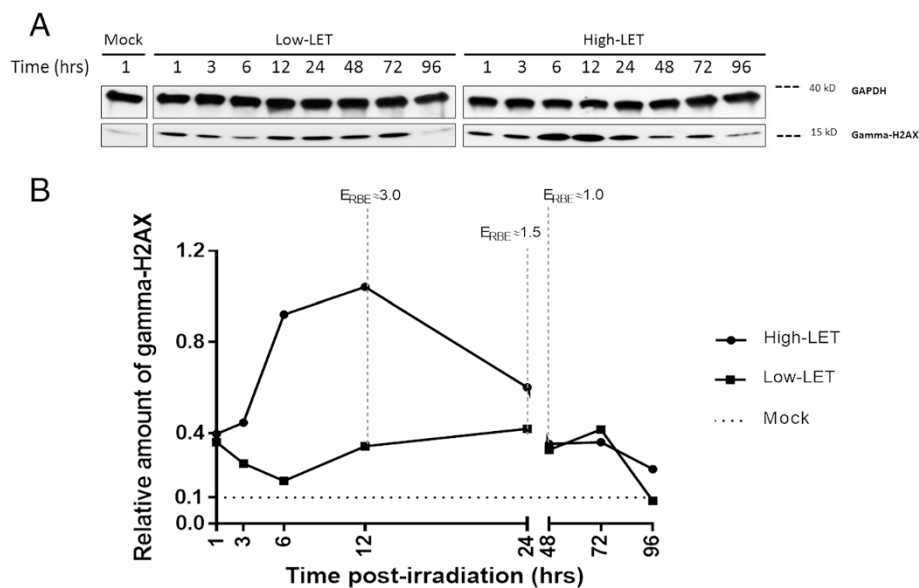 A
Mock Low-LET High-LET
Time (hrs) 1 1 3 6 12 24 48 72 96 1 3 6 12 24 48 72 96
40 kD GAPDH
15 kD Gamma-H2AX
B
ERBE≈3.0 ERBE≈1.0
ERBE≈1.5
Relative amount of gamma-H2AX
1.2
0.8
0.4
0.1
0.0
High-LET
Low-LET
Mock
1 3 6 12 24 48 72 96
Time post-irradiation (hrs)